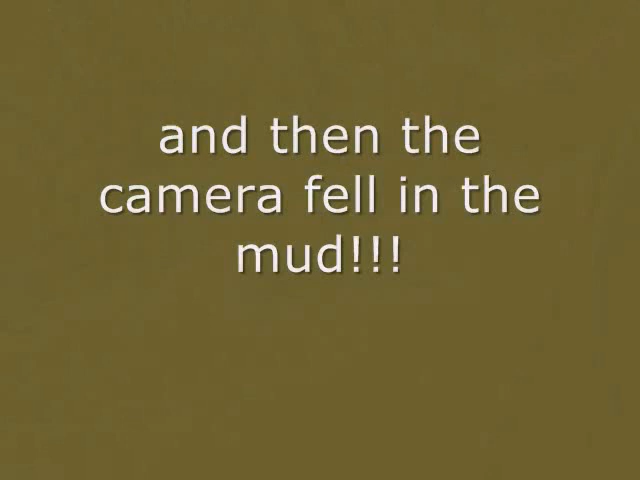 and then the
camera fell in the
mud!!!